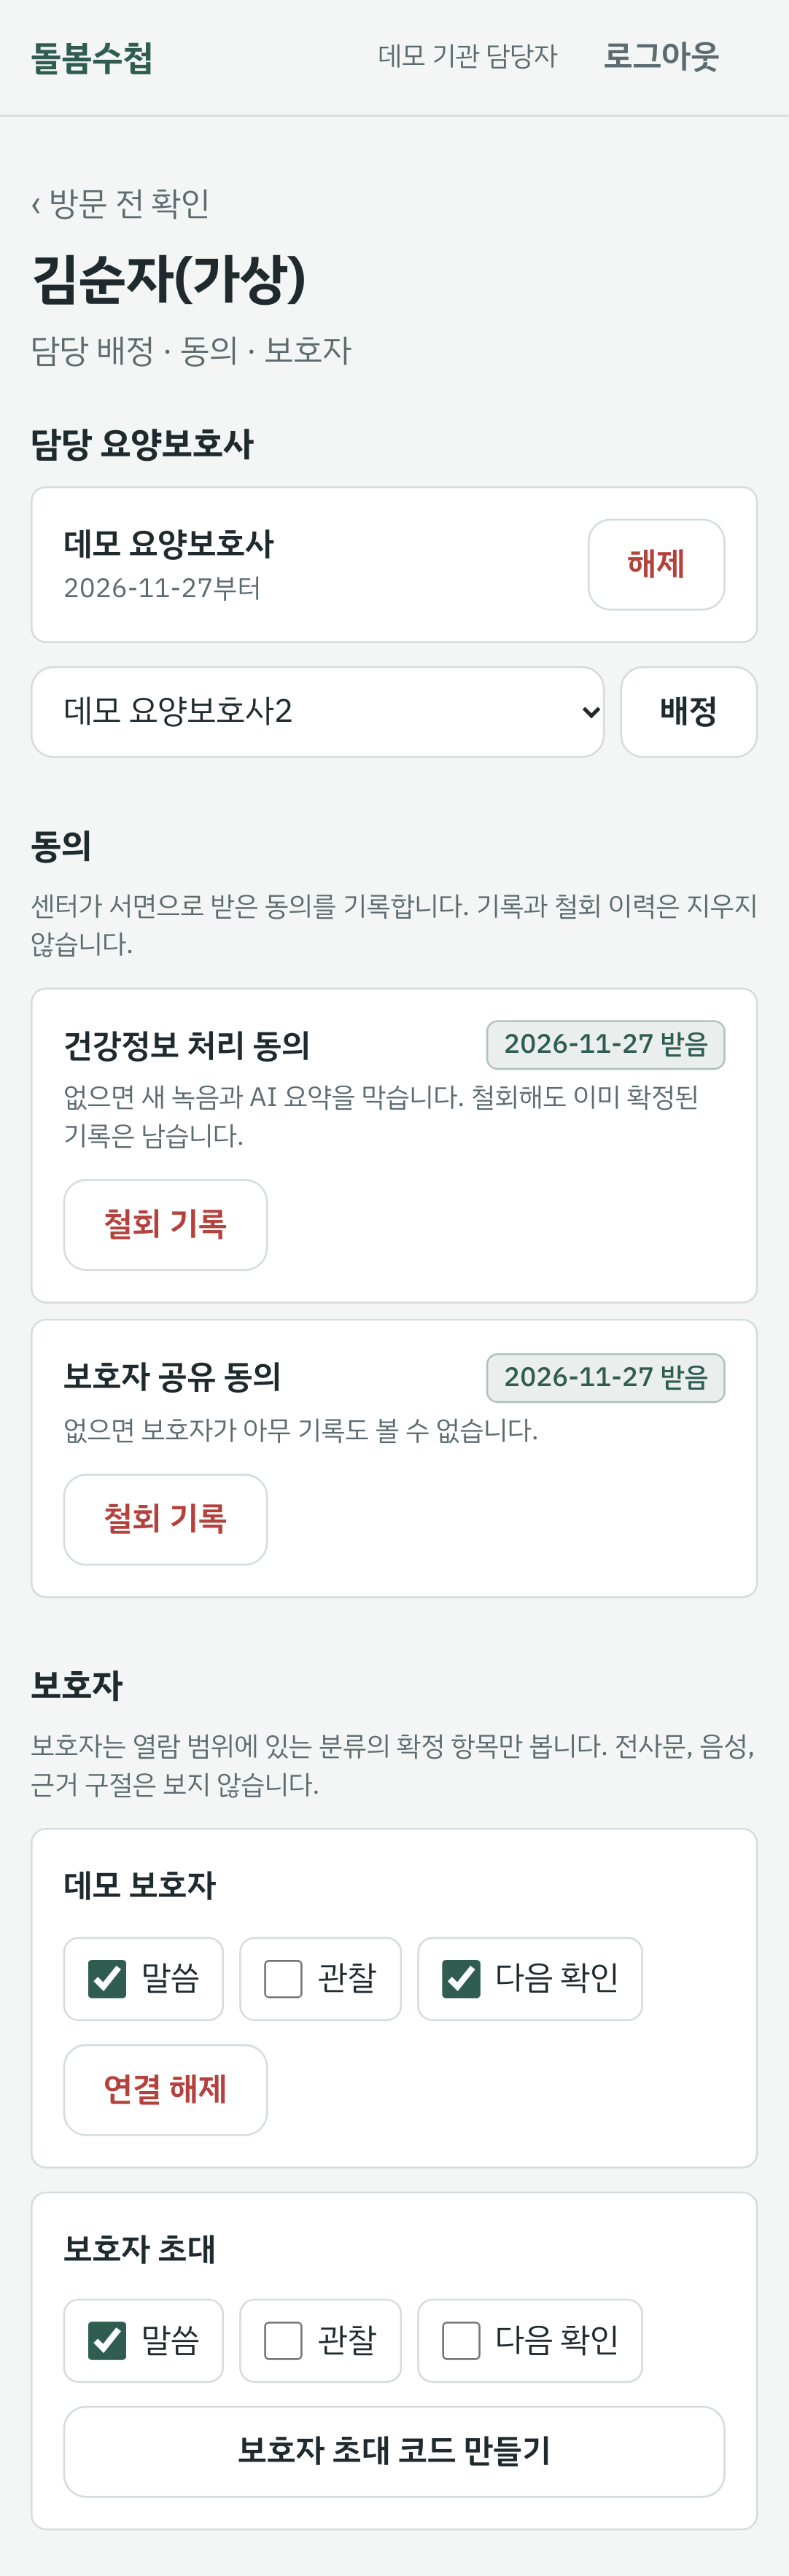 돌봄수첩
데모 기관 담당자
로그아웃
‹ 방문 전 확인
김순자(가상)
담당 배정 · 동의 · 보호자
담당 요양보호사
데모 요양보호사
2026-11-27부터
해제
데모 요양보호사2
배정
동의
센터가 서면으로 받은 동의를 기록합니다. 기록과 철회 이력은 지우지
않습니다.
건강정보 처리 동의
2026-11-27 받음
없으면 새 녹음과 AI 요약을 막습니다. 철회해도 이미 확정된
기록은 남습니다.
철회 기록
보호자 공유 동의
2026-11-27 받음
없으면 보호자가 아무 기록도 볼 수 없습니다.
철회 기록
보호자
보호자는 열람 범위에 있는 분류의 확정 항목만 봅니다. 전사문, 음성,
근거 구절은 보지 않습니다.
데모 보호자
말씀
관찰
다음 확인
연결 해제
보호자 초대
말씀
관찰
다음 확인
보호자 초대 코드 만들기